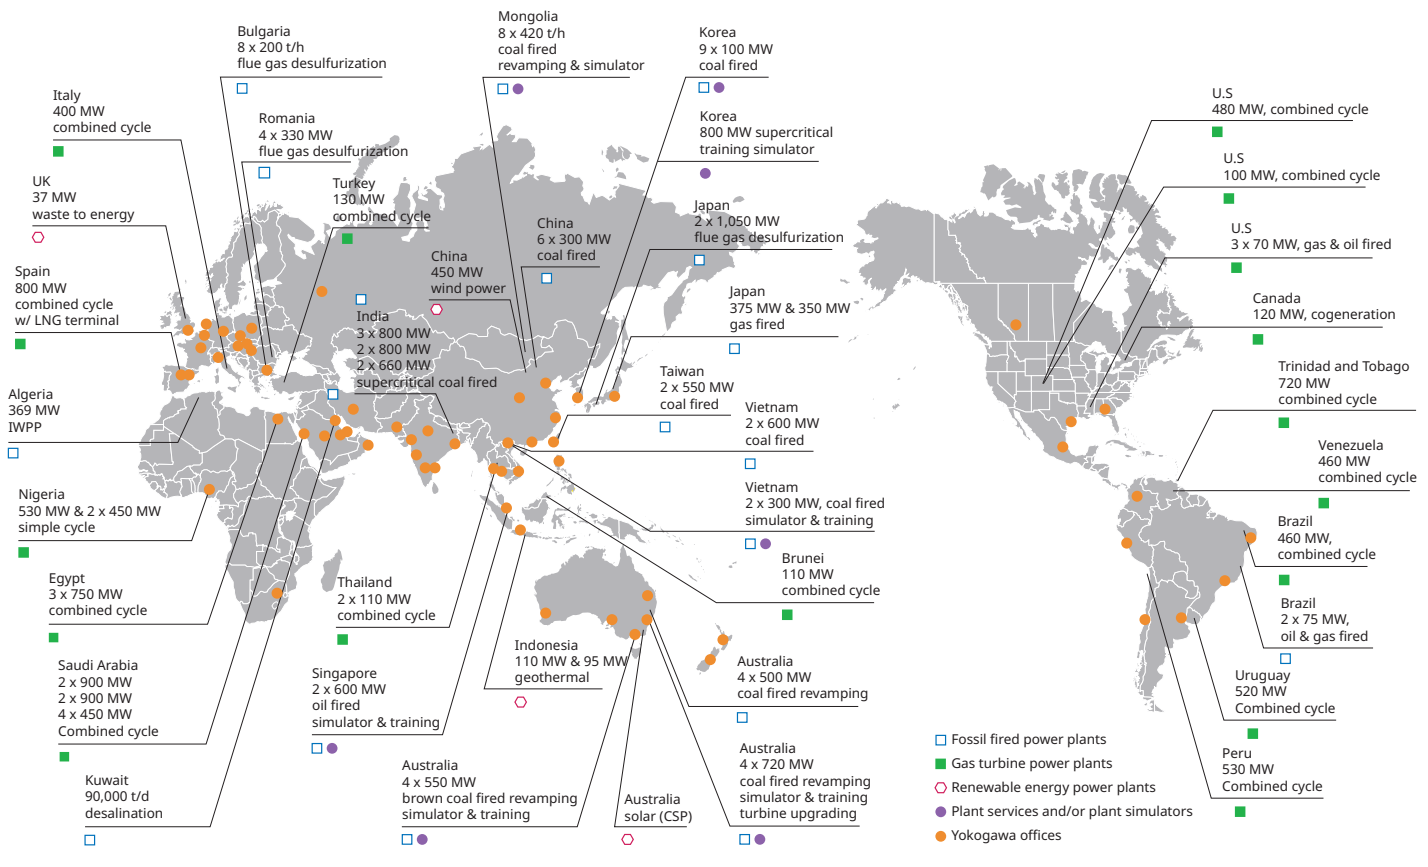 Bulgaria
8 x 200 t/h
flue gas desulfurization
Mongolia
8 x 420 t/h
coal fired
revamping & simulator
Korea
9 x 100 MW
coal fired
Italy
400 MW
combined cycle
Romania
4 x 330 MW
flue gas desulfurization
Korea
800 MW supercritical
training simulator
UK
37 MW
waste to energy
Turkey
130 MW
combined cycle
China
6 x 300 MW
coal fired
Japan
2 x 1,050 MW
flue gas desulfurization
Spain
800 MW
combined cycle
w/ LNG terminal
China
450 MW
wind power
Japan
375 MW & 350 MW
gas fired
India
3 x 800 MW
2 x 800 MW
2 x 660 MW
supercritical coal fired
Algeria
369 MW
IWPP
Taiwan
2 x 550 MW
coal fired
Vietnam
2 x 600 MW
coal fired
Nigeria
530 MW & 2 x 450 MW
simple cycle
Vietnam
2 x 300 MW, coal fired
simulator & training
Egypt
3 x 750 MW
combined cycle
Thailand
2 x 110 MW
combined cycle
Brunei
110 MW
combined cycle
Saudi Arabia
2 x 900 MW
2 x 900 MW
4 x 450 MW
Combined cycle
Singapore
2 x 600 MW
oil fired
simulator & training
Indonesia
110 MW & 95 MW
geothermal
Australia
4 x 500 MW
coal fired revamping
Kuwait
90,000 t/d
desalination
Australia
4 x 550 MW
brown coal fired revamping
simulator & training
Australia
solar (CSP)
Australia
4 x 720 MW
coal fired revamping
simulator & training
turbine upgrading
U.S
480 MW, combined cycle
U.S
100 MW, combined cycle
U.S
3 x 70 MW, gas & oil fired
Canada
120 MW, cogeneration
Trinidad and Tobago
720 MW
combined cycle
Venezuela
460 MW
combined cycle
Brazil
460 MW,
combined cycle
Brazil
2 x 75 MW,
oil & gas fired
Uruguay
520 MW
Combined cycle
Peru
530 MW
Combined cycle
Fossil fired power plants
Gas turbine power plants
Renewable energy power plants
Plant services and/or plant simulators
Yokogawa offices